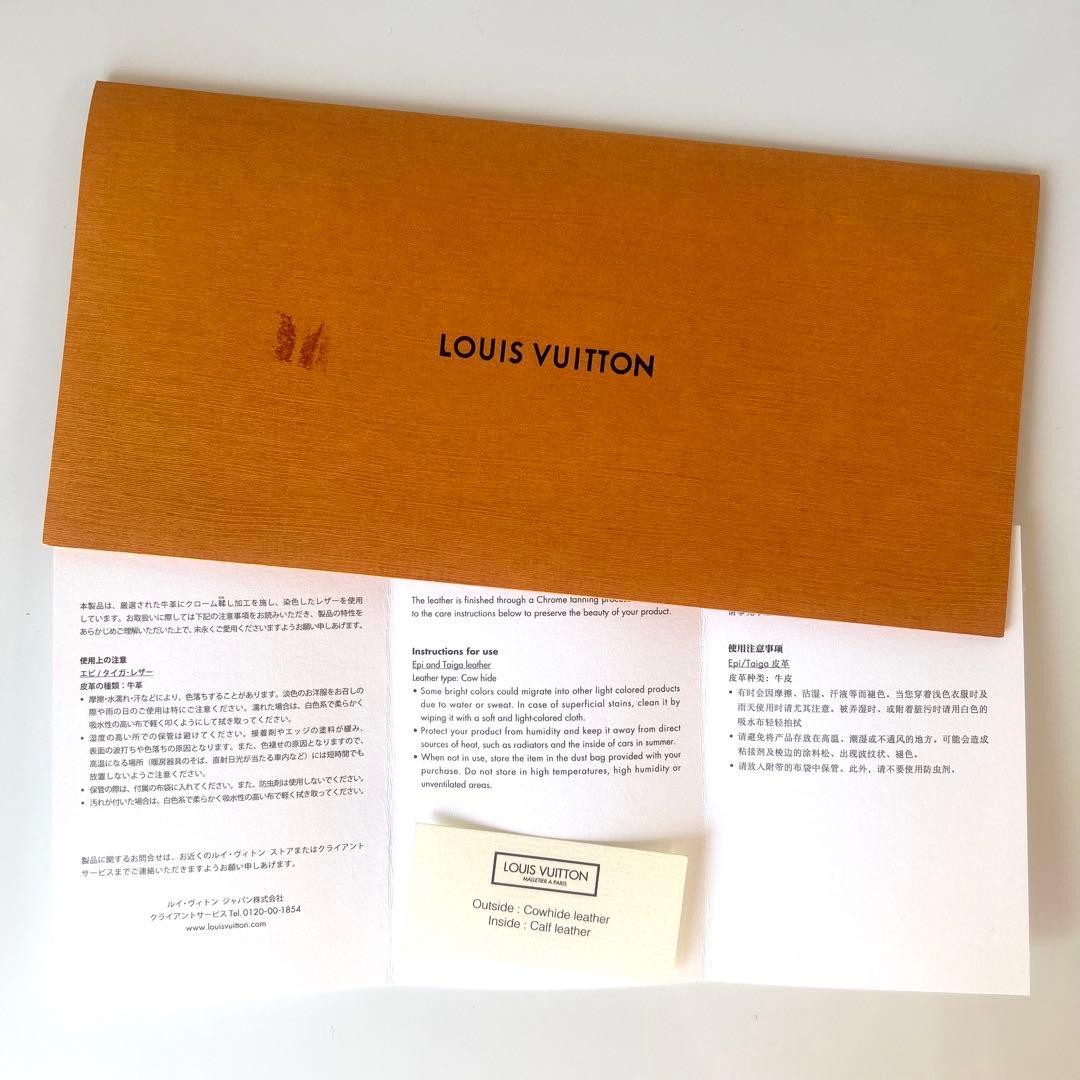 LOUIS VUITTON
本製品は、厳選された牛革にクローム鞣し加工を施し、染色したレザーを使用
しています。お取扱いに際しては下記の注意事項をお読みいただき、製品の特性を
あらかじめご理解いただいた上で、末永くご愛用くださいますようお願い申しあげます。
使用上の注意
エピ/タイガ・レザー
皮革の種類:牛革
• 摩擦・水濡れ・汗などにより、色落ちすることがあります。淡色のお洋服をお召しの
際や雨の日のご使用は特にご注意ください。濡れた場合は、白色系で柔らかく
吸水性の高い布で軽く叩くようにして拭き取ってください。
• 湿度の高い所での保管は避けてください。接着剤やエッジの塗料が緩み、
表面の波打ちや色落ちの原因となります。また、色褪せの原因となりますので、
高温になる場所(暖房器具のそば、直射日光が当たる車内など)には短時間でも
放置しないようご注意ください。
• 保管の際は、付属の布袋に入れてください。また、防虫剤は使用しないでください。
• 汚れが付いた場合は、白色系で柔らかく吸水性の高い布で軽く拭き取ってください。
製品に関するお問合せは、お近くのルイ・ヴィトン ストアまたはクライアント
サービスまでご連絡いただきますようお願い申しあげます。
ルイ・ヴィトン ジャパン株式会社
クライアントサービス Tel. 0120-00-1854
www.louisvuitton.com
The leather is finished through a Chrome tanning process
to the care instructions below to preserve the beauty of your product.
Instructions for use
Epi and Taiga leather
Leather type: Cow hide
• Some bright colors could migrate into other light colored products
due to water or sweat. In case of superficial stains, clean it by
wiping it with a soft and light-colored cloth.
• Protect your product from humidity and keep it away from direct
sources of heat, such as radiators and the inside of cars in summer.
• When not in use, store the item in the dust bag provided with your
purchase. Do not store in high temperatures, high humidity or
unventilated areas.
使用注意事项
Epi/Taiga 皮革
皮革种类:牛皮
• 有时会因摩擦、沾湿、汗液等而褪色。当您穿着浅色衣服时及
雨天使用时请尤其注意。被弄湿时、或附着脏污时请用白色的
吸水布轻轻拍拭
• 请避免将产品存放在高温、潮湿或不通风的地方。可能会造成
粘接剂及棱边的涂料松、出现波纹状、褪色。
• 请放入附带的布袋中保管。此外,请不要使用防虫剂。
LOUIS VUITTON
MALLETIER A PARIS
Outside : Cowhide leather
Inside : Calf leather